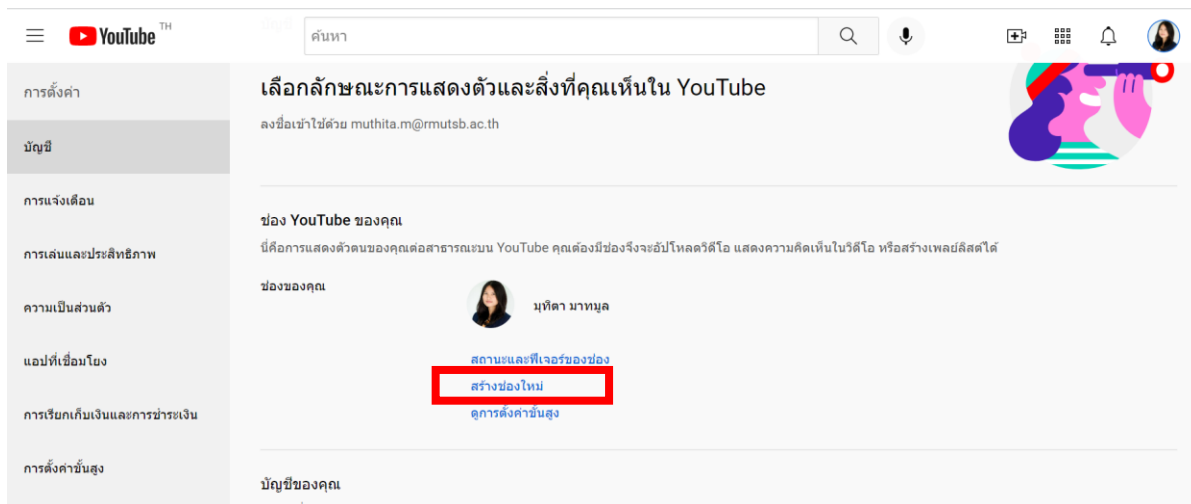 YouTube TH
ค้นหา
การตั้งค่า
บัญชี
การแจ้งเตือน
การเล่นและประสิทธิภาพ
ความเป็นส่วนตัว
แอปที่เชื่อมโยง
การเรียกเก็บเงินและการชำระเงิน
การตั้งค่าขั้นสูง
เลือกลักษณะการแสดงตัวและสิ่งที่คุณเห็นใน YouTube
ลงชื่อเข้าใช้ด้วย muthita.m@rmutsb.ac.th
ช่อง YouTube ของคุณ
นี่คือการแสดงตัวตนของคุณต่อสาธารณะบน YouTube คุณต้องมีช่องจึงจะอัปโหลดวิดีโอ แสดงความคิดเห็นในวิดีโอ หรือสร้างเพลย์ลิสต์ได้
ช่องของคุณ
มุทิตา มาทมูล
สถานะและฟีเจอร์ของช่อง
สร้างช่องใหม่
ดูการตั้งค่าขั้นสูง
บัญชีของคุณ